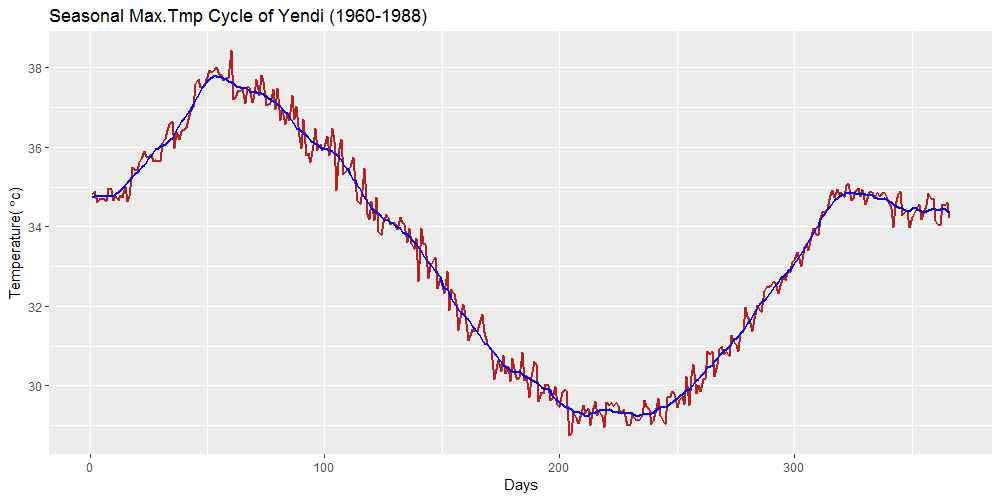 Seasonal Max.Tmp Cycle of Yendi (1960-1988)
Temperature( °c)
38
36
34
32
30
0 100 200 300
Days